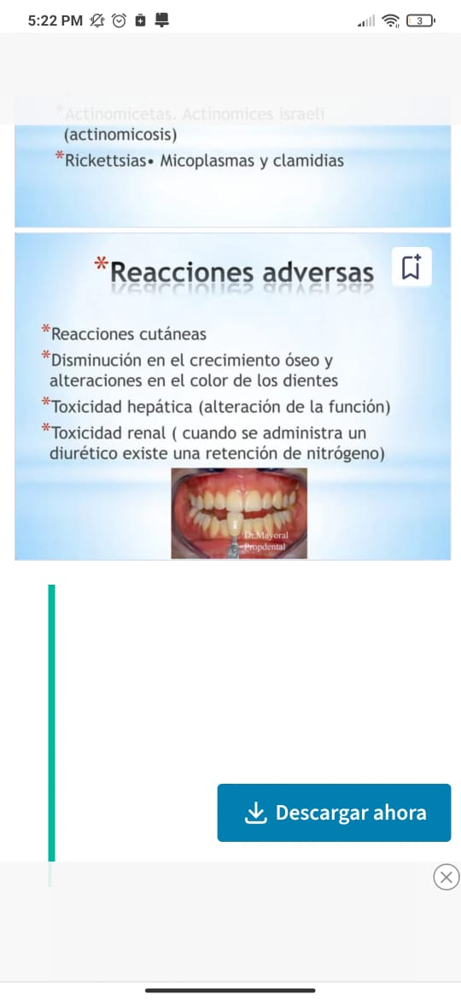 5:22 PM
3
*Actinomicetas. Actinomices israeli
(actinomicosis)
*Rickettsias• Micoplasmas y clamidias
*Reacciones adversas
*Reacciones cutáneas
*Disminución en el crecimiento óseo y
alteraciones en el color de los dientes
*Toxicidad hepática (alteración de la función)
*Toxicidad renal ( cuando se administra un
diurético existe una retención de nitrógeno)
Dr.Mayoral
Propdental
Descargar ahora